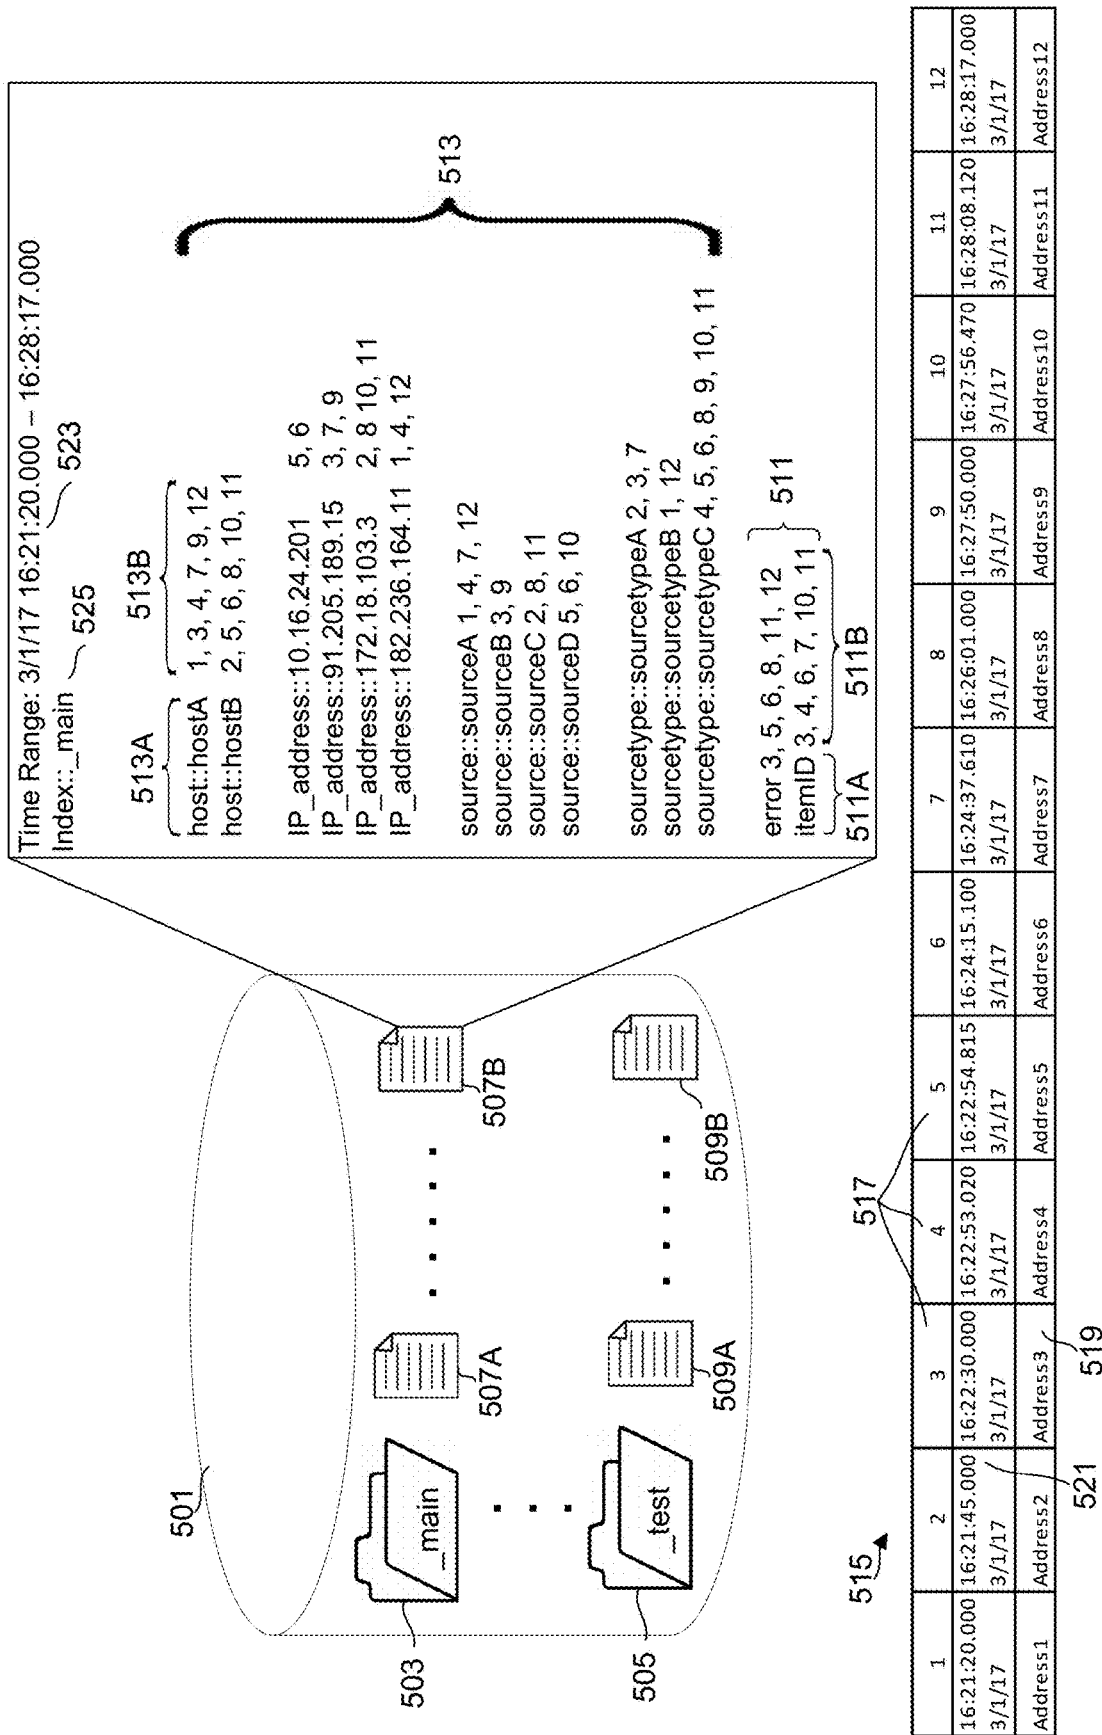 Time Range: 3/1/17 16:21:20.000 – 16:28:17.000
523
Index::_main
525
513A
513B
host::hostA 1, 3, 4, 7, 9, 12
host::hostB 2, 5, 6, 8, 10, 11
IP_address::10.16.24.201 5, 6
IP_address::91.205.189.15 3, 7, 9
IP_address::172.18.103.3 2, 8 10, 11
IP_address::182.236.164.11 1, 4, 12
513
source::sourceA 1, 4, 7, 12
source::sourceB 3, 9
source::sourceC 2, 8, 11
source::sourceD 5, 6, 10
sourcetype::sourcetypeA 2, 3, 7
sourcetype::sourcetypeB 1, 12
sourcetype::sourcetypeC 4, 5, 6, 8, 9, 10, 11
error 3, 5, 6, 8, 11, 12
itemID 3, 4, 6, 7, 10, 11
511
511A
511B
501
_main
503
507A
507B
_test
505
509A
509B
515
517
1 2 3 4 5 6 7 8 9 10 11 12
16:21:20.000 16:21:45.000 16:22:30.000 16:22:53.020 16:22:54.815 16:24:15.100 16:24:37.610 16:26:01.000 16:27:50.000 16:27:56.470 16:28:08.120 16:28:17.000
3/1/17 3/1/17 3/1/17 3/1/17 3/1/17 3/1/17 3/1/17 3/1/17 3/1/17 3/1/17 3/1/17 3/1/17
Address1 Address2 Address3 Address4 Address5 Address6 Address7 Address8 Address9 Address10 Address11 Address12
521
519